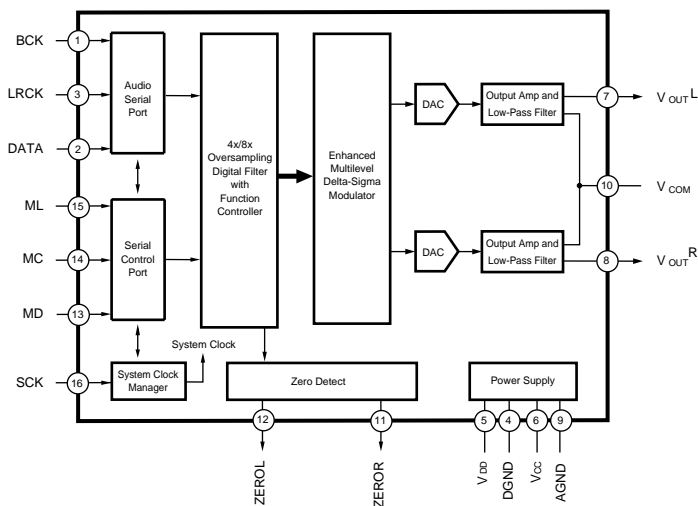 BCK
1
LRCK
3
DATA
2
ML
15
MC
14
MD
13
SCK
16
Audio
Serial
Port
Serial
Control
Port
System Clock
Manager
System Clock
4x/8x
Oversampling
Digital Filter
with
Function
Controller
Enhanced
Multilevel
Delta-Sigma
Modulator
DAC
Output Amp and
Low-Pass Filter
DAC
Output Amp and
Low-Pass Filter
7
V OUT L
10
V COM
8
V OUT R
Zero Detect
Power Supply
12
11
5
4
6
9
ZEROL
ZEROR
V DD
DGND
VCC
AGND